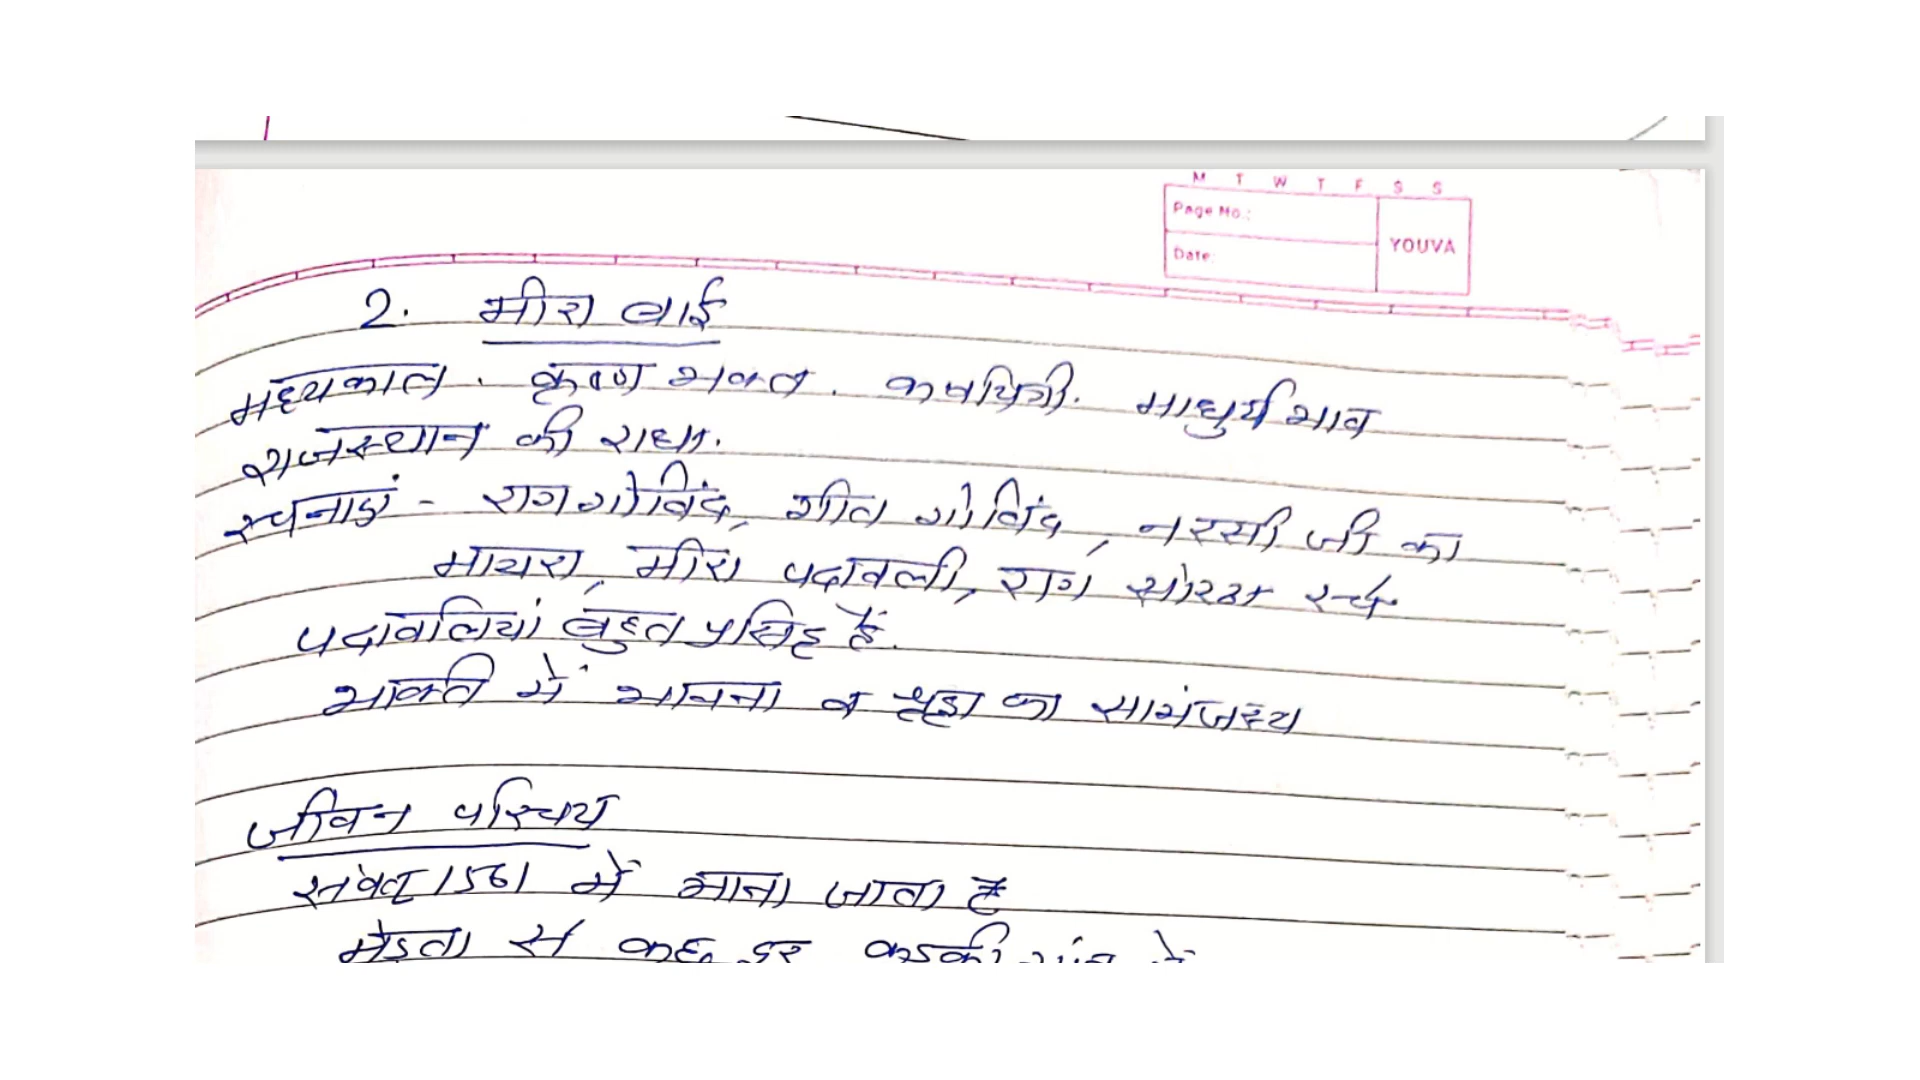 M T W T F S S
Page No.:
YOUVA
Date:
2. मीरा बाई
मध्यकाल. कृष्ण भक्त. कवयित्री. माधुर्य भाव
राजस्थान की राधा.
रचनाएं - राग गोविंद, गीत गोविंद, नरसी जी का
मायरा, मीरा पदावली, राग सोरठा
पदावलियां बहुत प्रसिद्ध है.
भक्ति में भावना व श्रद्धा का सामंजस्य
जीवन परिचय
संवत् 1561 में माना जाता है
मेड़ता से कुछ दूर कुड़की गांव में